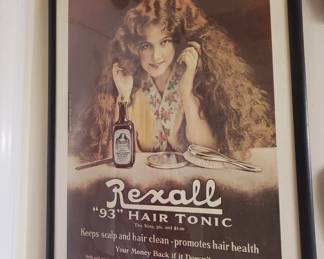 Rexall
"93" HAIR TONIC
Keeps scalp and hair clean - promotes hair health
Your Money Back if it Doesn't